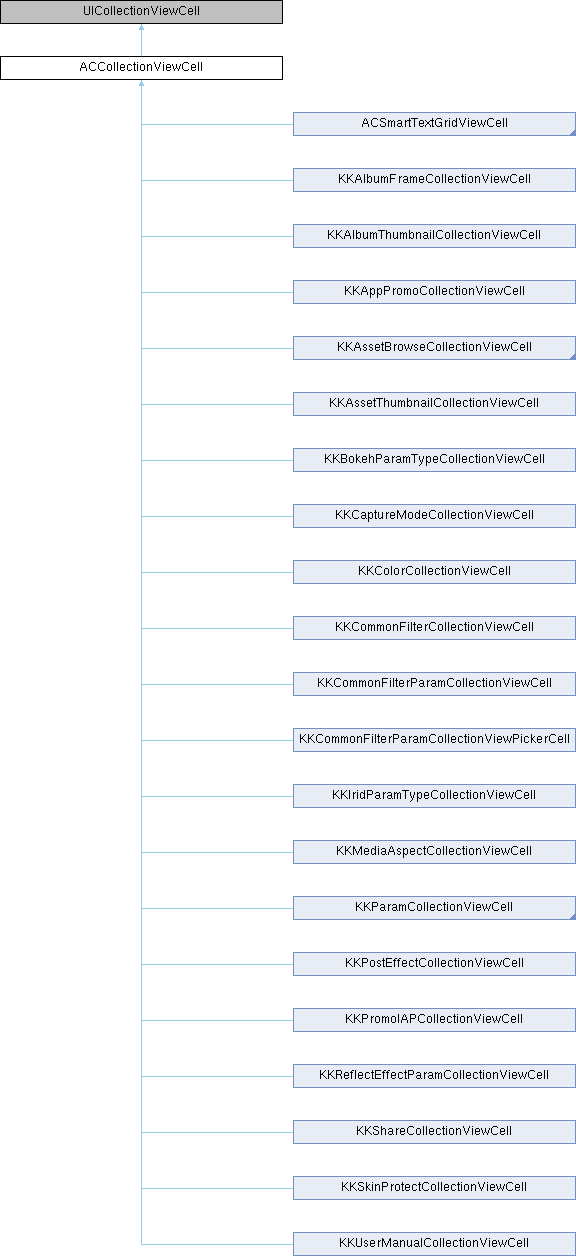 UICollectionViewCell
ACCollectionViewCell
ACSmartTextGridViewCell
KKAlbumFrameCollectionViewCell
KKAlbumThumbnailCollectionViewCell
KKAppPromoCollectionViewCell
KKAssetBrowseCollectionViewCell
KKAssetThumbnailCollectionViewCell
KKBokehParamTypeCollectionViewCell
KKCaptureModeCollectionViewCell
KKColorCollectionViewCell
KKCommonFilterCollectionViewCell
KKCommonFilterParamCollectionViewCell
KKCommonFilterParamCollectionViewPickerCell
KKIridParamTypeCollectionViewCell
KKMediaAspectCollectionViewCell
KKParamCollectionViewCell
KKPostEffectCollectionViewCell
KKPromoIAPCollectionViewCell
KKReflectEffectParamCollectionViewCell
KKShareCollectionViewCell
KKSkinProtectCollectionViewCell
KKUserManualCollectionViewCell